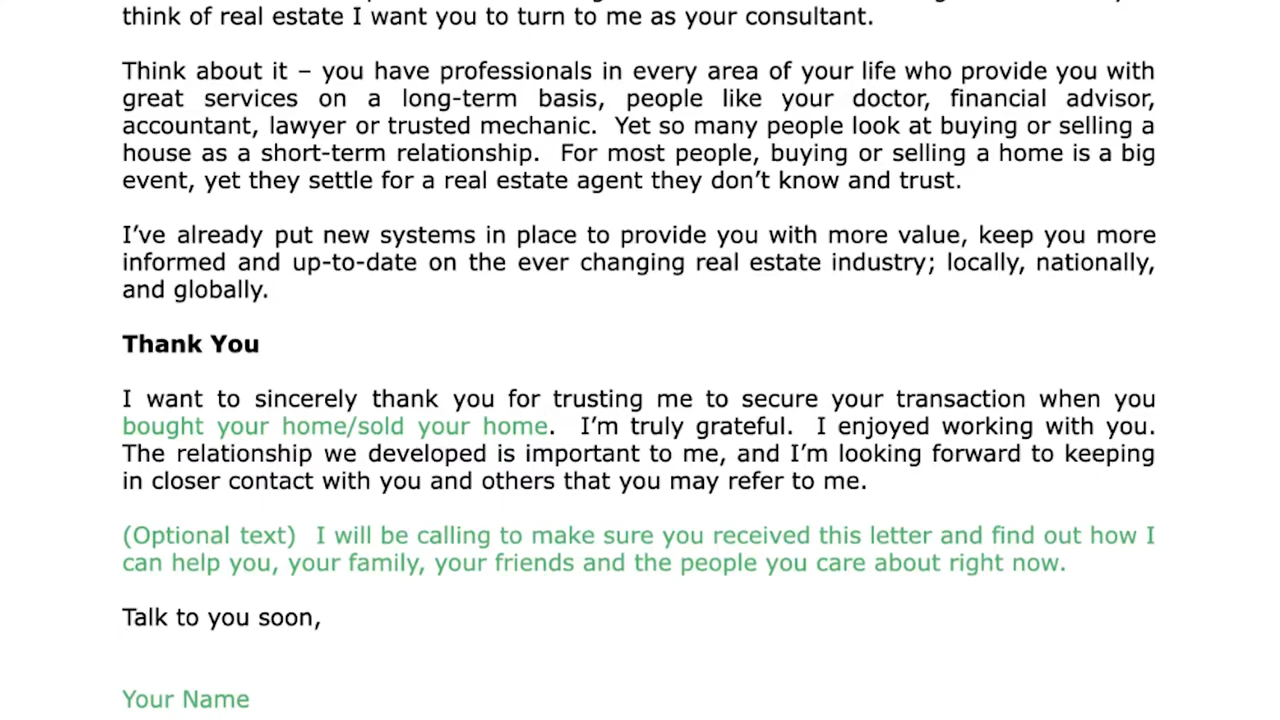 think of real estate I want you to turn to me as your consultant.
Think about it – you have professionals in every area of your life who provide you with
great services on a long-term basis, people like your doctor, financial advisor,
accountant, lawyer or trusted mechanic.  Yet so many people look at buying or selling a
house as a short-term relationship.  For most people, buying or selling a home is a big
event, yet they settle for a real estate agent they don’t know and trust.
I’ve already put new systems in place to provide you with more value, keep you more
informed and up-to-date on the ever changing real estate industry; locally, nationally,
and globally.
Thank You
I want to sincerely thank you for trusting me to secure your transaction when you
bought your home/sold your home.  I’m truly grateful.  I enjoyed working with you.
The relationship we developed is important to me, and I’m looking forward to keeping
in closer contact with you and others that you may refer to me.
(Optional text)  I will be calling to make sure you received this letter and find out how I
can help you, your family, your friends and the people you care about right now.
Talk to you soon,
Your Name